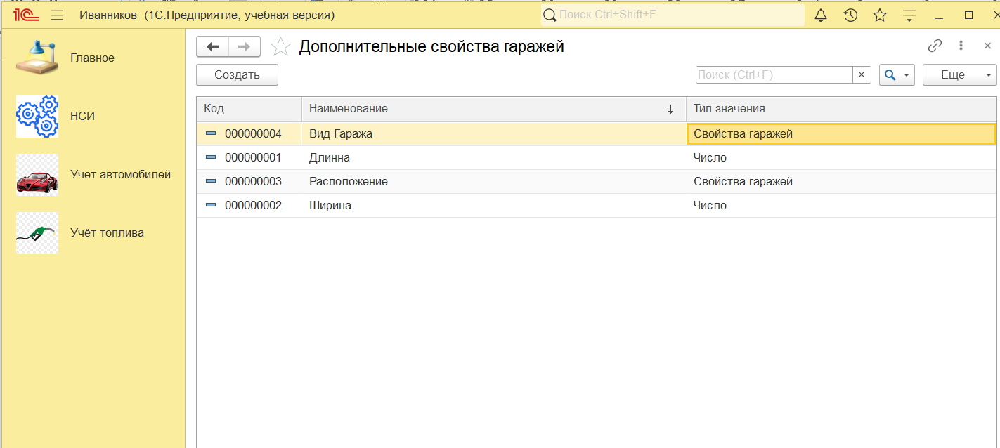 1С Иванников (1С:Предприятие, учебная версия) Поиск Ctrl+Shift+F
Главное
НСИ
Учёт автомобилей
Учёт топлива
Дополнительные свойства гаражей
Создать Поиск (Ctrl+F) × Еще
Код Наименование ↓ Тип значения
000000004 Вид Гаража Свойства гаражей
000000001 Длинна Число
000000003 Расположение Свойства гаражей
000000002 Ширина Число